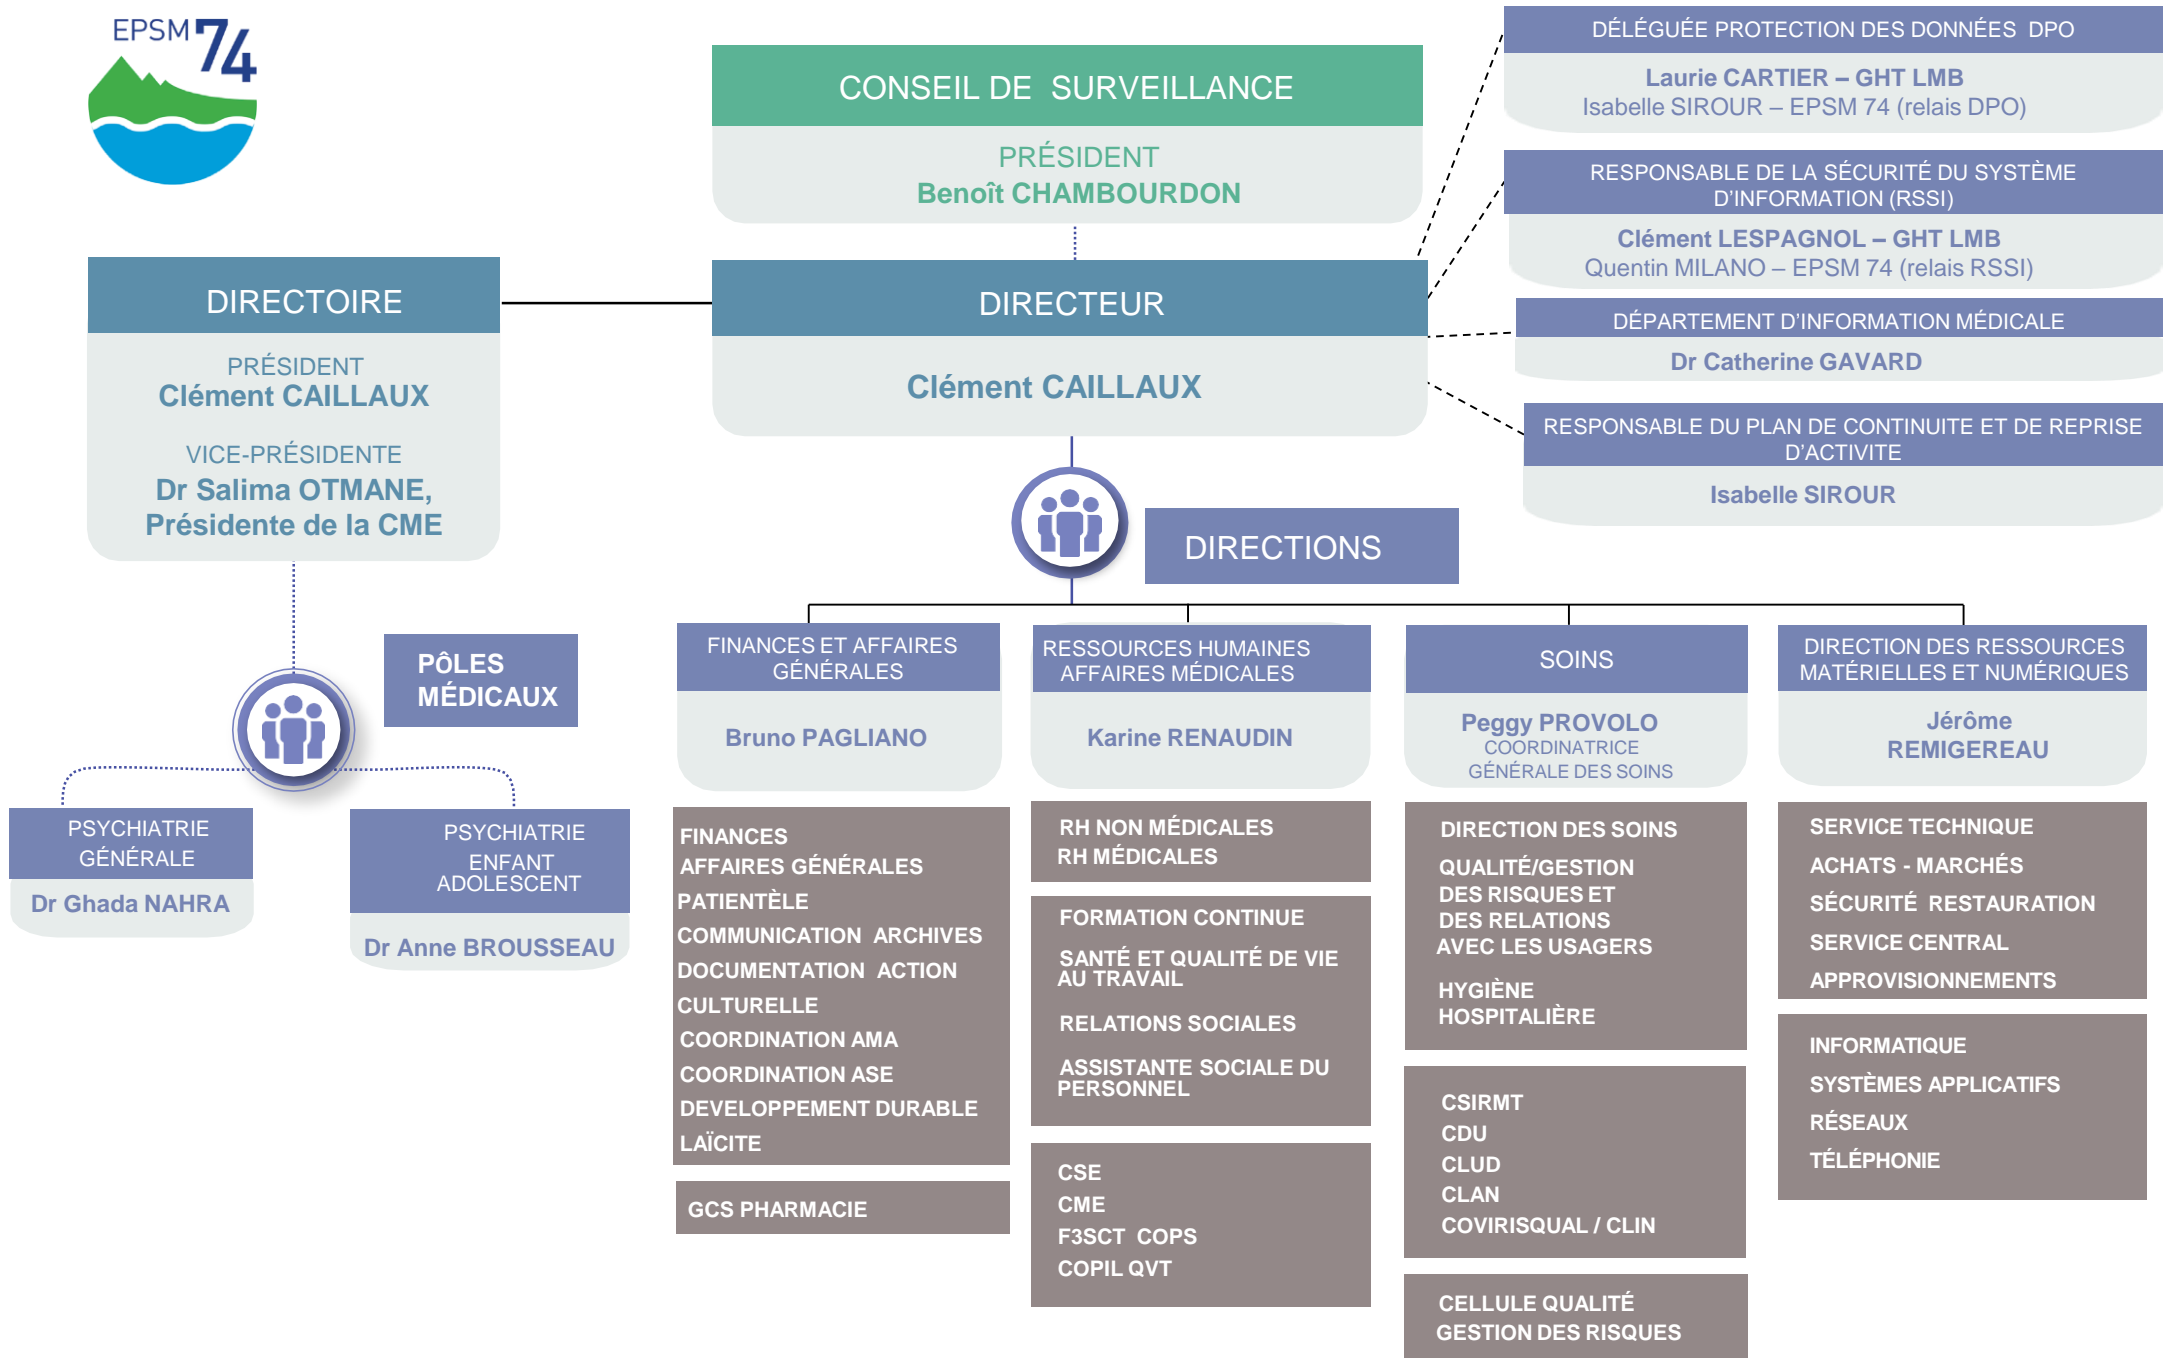 EPSM 74
CONSEIL DE SURVEILLANCE
PRÉSIDENT
Benoît CHAMBOURDON
DÉLÉGUÉE PROTECTION DES DONNÉES DPO
Laurie CARTIER – GHT LMB
Isabelle SIROUR – EPSM 74 (relais DPO)
RESPONSABLE DE LA SÉCURITÉ DU SYSTÈME
D'INFORMATION (RSSI)
Clément LESPAGNOL – GHT LMB
Quentin MILANO – EPSM 74 (relais RSSI)
DÉPARTEMENT D'INFORMATION MÉDICALE
Dr Catherine GAVARD
RESPONSABLE DU PLAN DE CONTINUITE ET DE REPRISE
D'ACTIVITE
Isabelle SIROUR
DIRECTOIRE
PRÉSIDENT
Clément CAILLAUX
VICE-PRÉSIDENTE
Dr Salima OTMANE,
Présidente de la CME
DIRECTEUR
Clément CAILLAUX
DIRECTIONS
PÔLES
MÉDICAUX
PSYCHIATRIE
GÉNÉRALE
Dr Ghada NAHRA
PSYCHIATRIE
ENFANT
ADOLESCENT
Dr Anne BROUSSEAU
FINANCES ET AFFAIRES
GÉNÉRALES
Bruno PAGLIANO
FINANCES
AFFAIRES GÉNÉRALES
PATIENTÈLE
COMMUNICATION ARCHIVES
DOCUMENTATION ACTION
CULTURELLE
COORDINATION AMA
COORDINATION ASE
DEVELOPPEMENT DURABLE
LAÏCITE
GCS PHARMACIE
RESSOURCES HUMAINES
AFFAIRES MÉDICALES
Karine RENAUDIN
RH NON MÉDICALES
RH MÉDICALES
FORMATION CONTINUE
SANTÉ ET QUALITÉ DE VIE
AU TRAVAIL
RELATIONS SOCIALES
ASSISTANTE SOCIALE DU
PERSONNEL
CSE
CME
F3SCT COPS
COPIL QVT
SOINS
Peggy PROVOLO
COORDINATRICE
GÉNÉRALE DES SOINS
DIRECTION DES SOINS
QUALITÉ/GESTION
DES RISQUES ET
DES RELATIONS
AVEC LES USAGERS
HYGIÈNE
HOSPITALIÈRE
CSIRMT
CDU
CLUD
CLAN
COVIRISQUAL / CLIN
CELLULE QUALITÉ
GESTION DES RISQUES
DIRECTION DES RESSOURCES
MATÉRIELLES ET NUMÉRIQUES
Jérôme
REMIGEREAU
SERVICE TECHNIQUE
ACHATS - MARCHÉS
SÉCURITÉ RESTAURATION
SERVICE CENTRAL
APPROVISIONNEMENTS
INFORMATIQUE
SYSTÈMES APPLICATIFS
RÉSEAUX
TÉLÉPHONIE